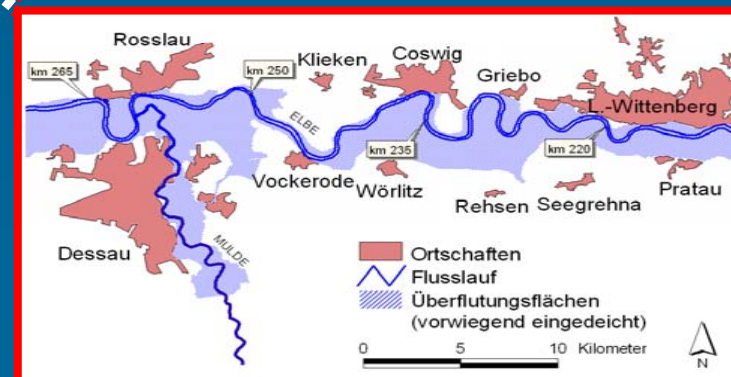 Rosslau
Klieken
Coswig
Griebo
km 265
km 250
L.-Wittenberg
ELBE
km 235
km 220
Vockerode
Wörlitz
Rehsen
Seegrehna
Pratau
Dessau
MULDE
Ortschaften
Flusslauf
Überflutungsflächen
(vorwiegend eingedeicht)
0 5 10 Kilometer
N